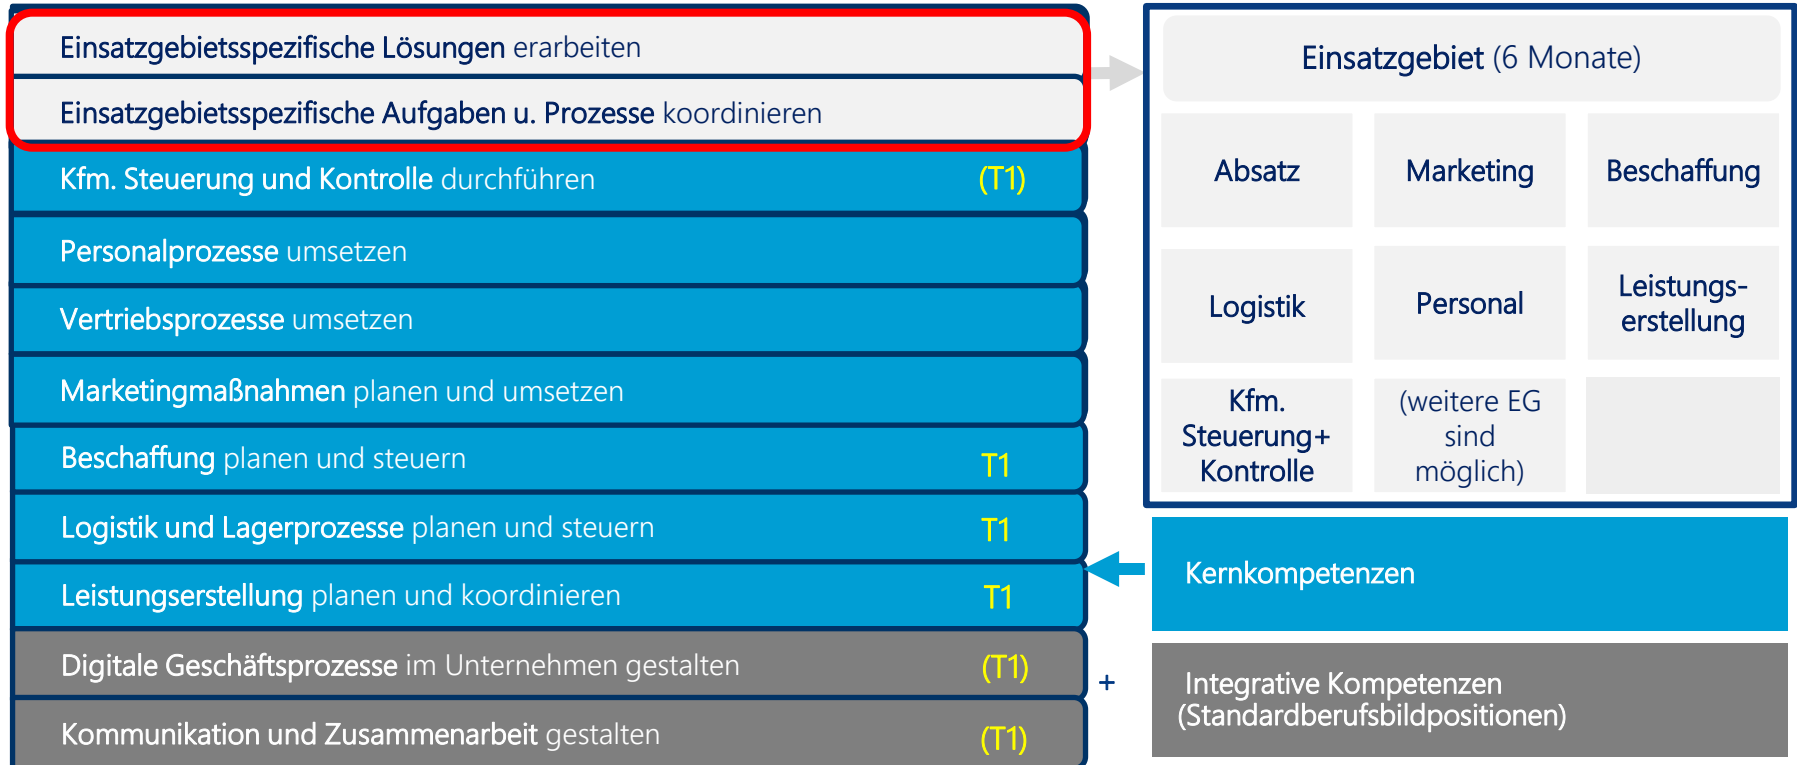 Einsatzgebietsspezifische Lösungen erarbeiten
Einsatzgebietsspezifische Aufgaben u. Prozesse koordinieren
Kfm. Steuerung und Kontrolle durchführen (T1)
Personalprozesse umsetzen
Vertriebsprozesse umsetzen
Marketingmaßnahmen planen und umsetzen
Beschaffung planen und steuern T1
Logistik und Lagerprozesse planen und steuern T1
Leistungserstellung planen und koordinieren T1
Digitale Geschäftsprozesse im Unternehmen gestalten (T1)
Kommunikation und Zusammenarbeit gestalten (T1)
Einsatzgebiet (6 Monate)
Absatz
Marketing
Beschaffung
Logistik
Personal
Leistungs-
erstellung
Kfm.
Steuerung+
Kontrolle
(weitere EG
sind
möglich)
Kernkompetenzen
+
Integrative Kompetenzen
(Standardberufsbildpositionen)